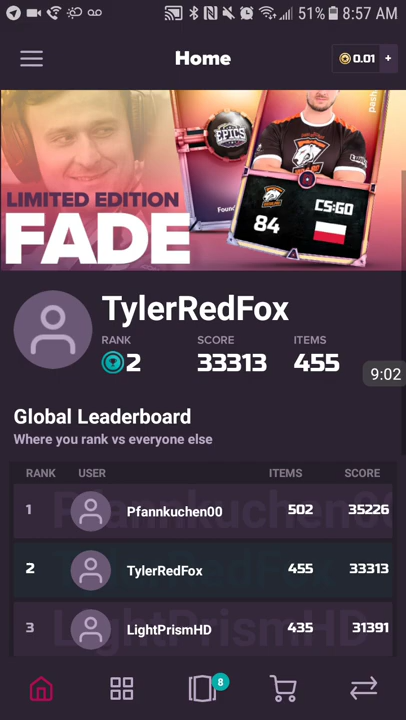 51% 8:57 AM
Home
0.01 +
EPICS
LIMITED EDITION
FADE
84
CS:GO
pash
Found
TylerRedFox
RANK SCORE ITEMS
2 33313 455
9:02
Global Leaderboard
Where you rank vs everyone else
RANK USER ITEMS SCORE
1 Pfannkuchen00 502 35226
2 TylerRedFox 455 33313
3 LightPrismHD 435 31391
8